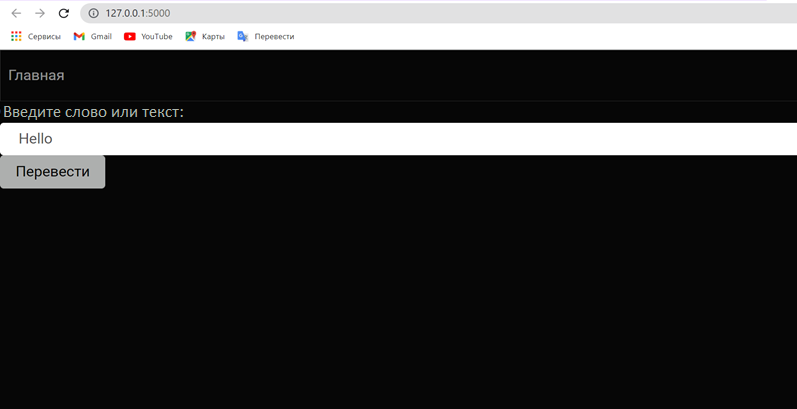 127.0.0.1:5000
Сервисы Gmail YouTube Карты Перевести
Главная
Введите слово или текст:
Hello
Перевести